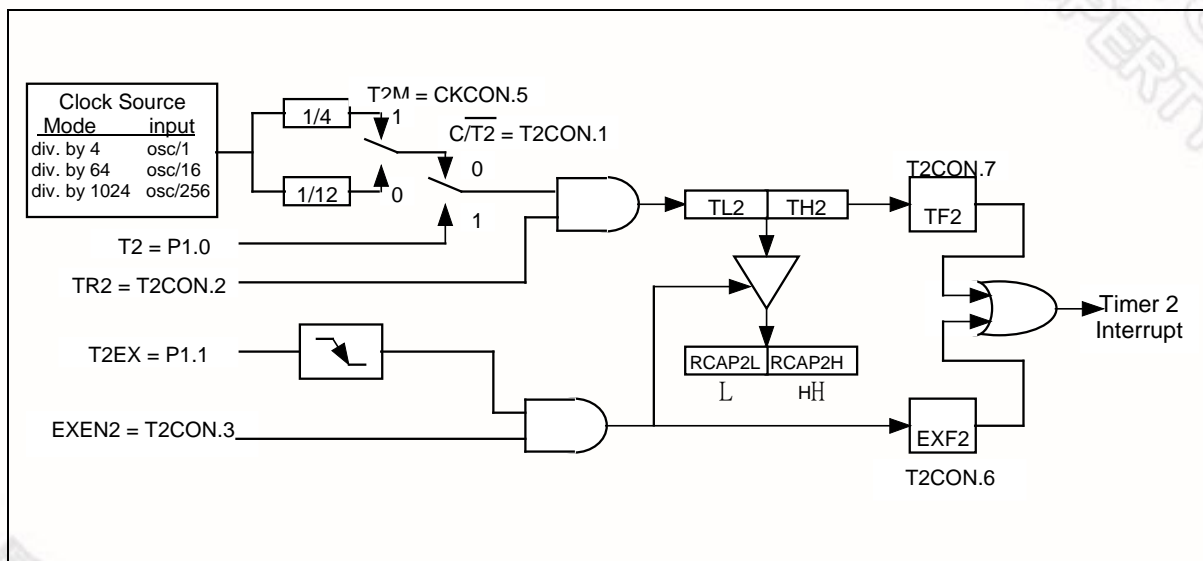 Clock Source
Mode input
div. by 4 osc/1
div. by 64 osc/16
div. by 1024 osc/256
1/4
1/12
T2M = CKCON.5
1
0
C/T2 = T2CON.1
0
1
T2 = P1.0
TR2 = T2CON.2
T2EX = P1.1
EXEN2 = T2CON.3
TL2 TH2
RCAP2L RCAP2H
L HH
T2CON.7
TF2
EXF2
T2CON.6
Timer 2
Interrupt
PERTY